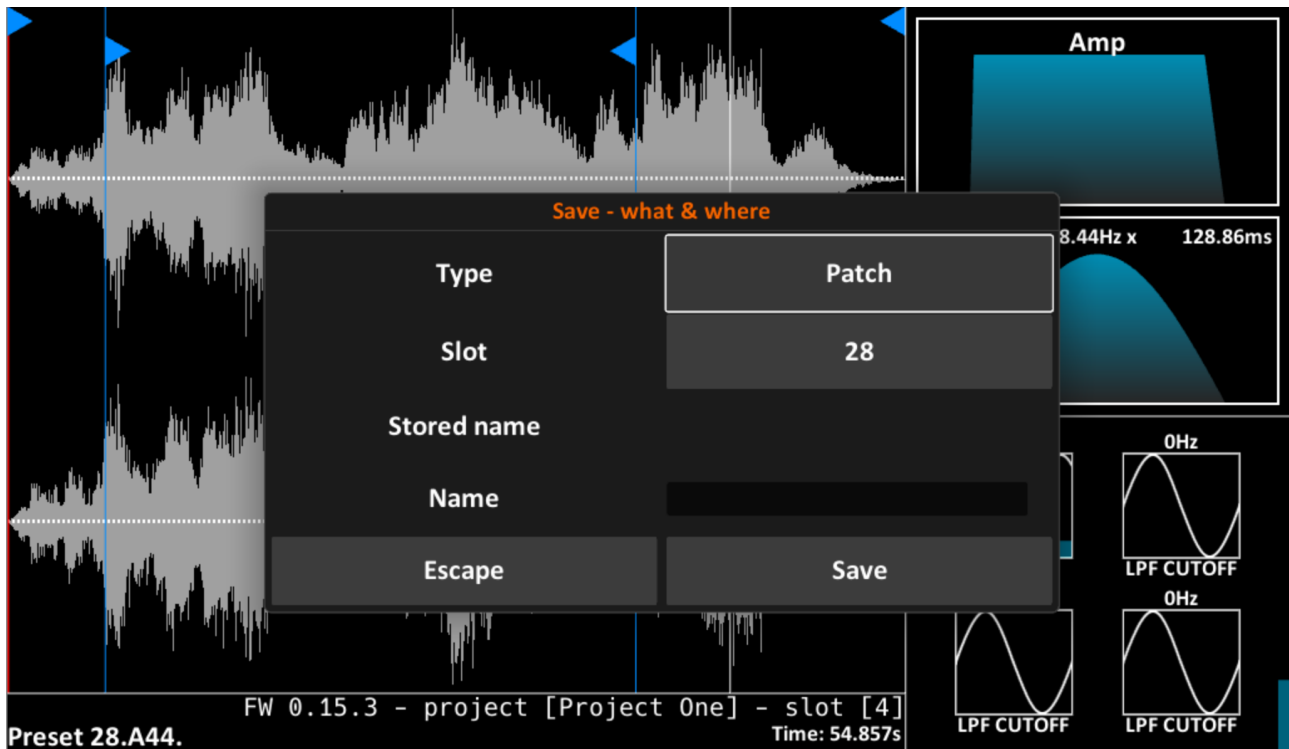 Amp
Save - what & where
8.44Hz x 128.86ms
Type Patch
Slot 28
Stored name
Name
Escape Save
0Hz
LPF CUTOFF
0Hz
LPF CUTOFF LPF CUTOFF
FW 0.15.3 - project [Project One] - slot [4]
Preset 28.A44. Time: 54.857s